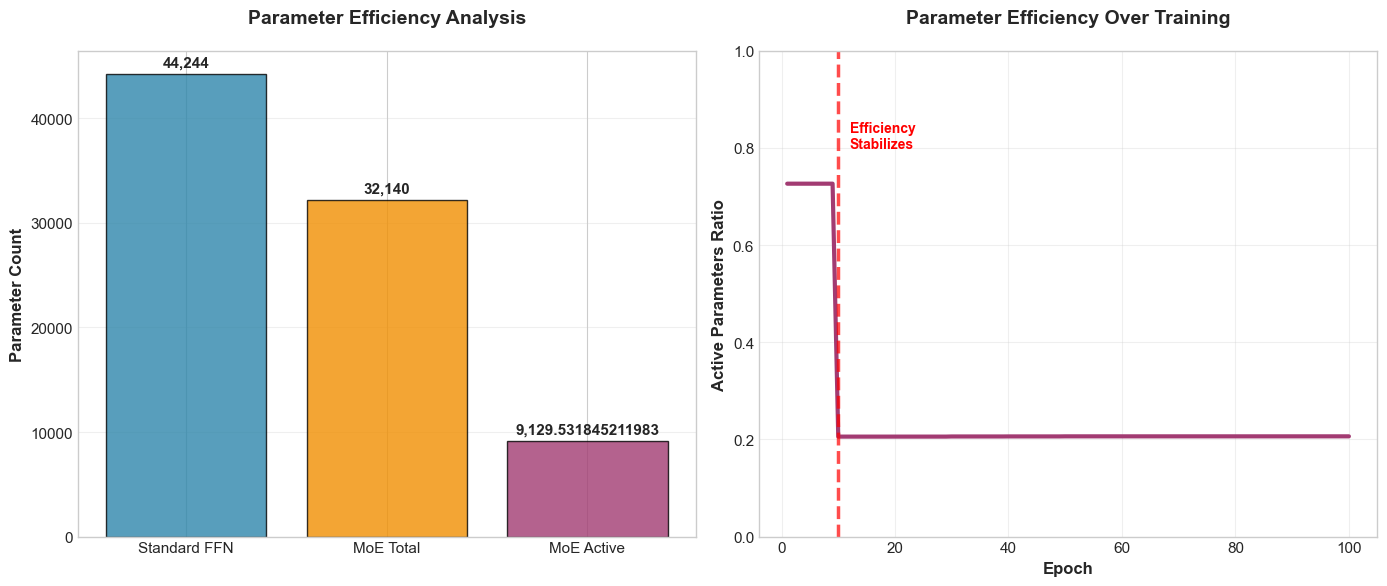 Parameter Efficiency Analysis
Parameter Count
40000
30000
20000
10000
0
44,244
32,140
9,129.531845211983
Standard FFN
MoE Total
MoE Active
Parameter Efficiency Over Training
Active Parameters Ratio
1.0
0.8
0.6
0.4
0.2
0.0
Efficiency
Stabilizes
0
20
40
60
80
100
Epoch